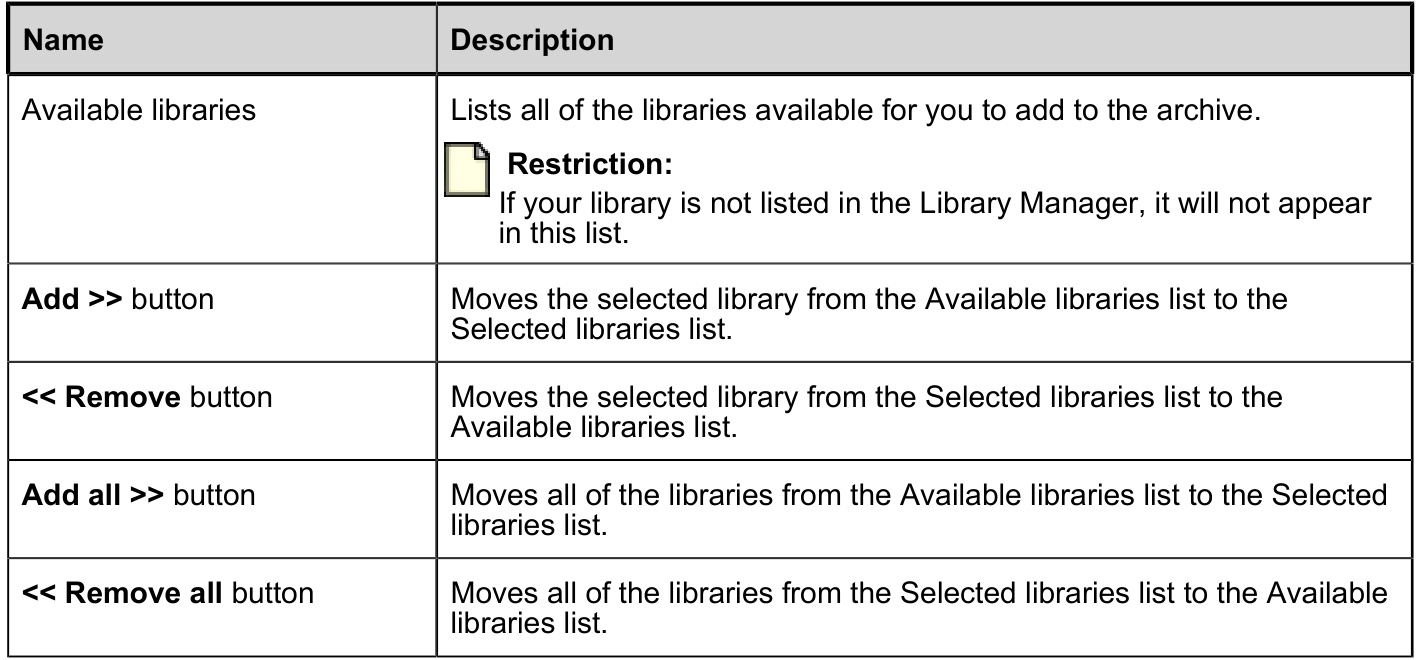 Name
Description
Available libraries
Lists all of the libraries available for you to add to the archive.
Restriction:
If your library is not listed in the Library Manager, it will not appear
in this list.
Add >> button
Moves the selected library from the Available libraries list to the
Selected libraries list.
<< Remove button
Moves the selected library from the Selected libraries list to the
Available libraries list.
Add all >> button
Moves all of the libraries from the Available libraries list to the Selected
libraries list.
<< Remove all button
Moves all of the libraries from the Selected libraries list to the Available
libraries list.